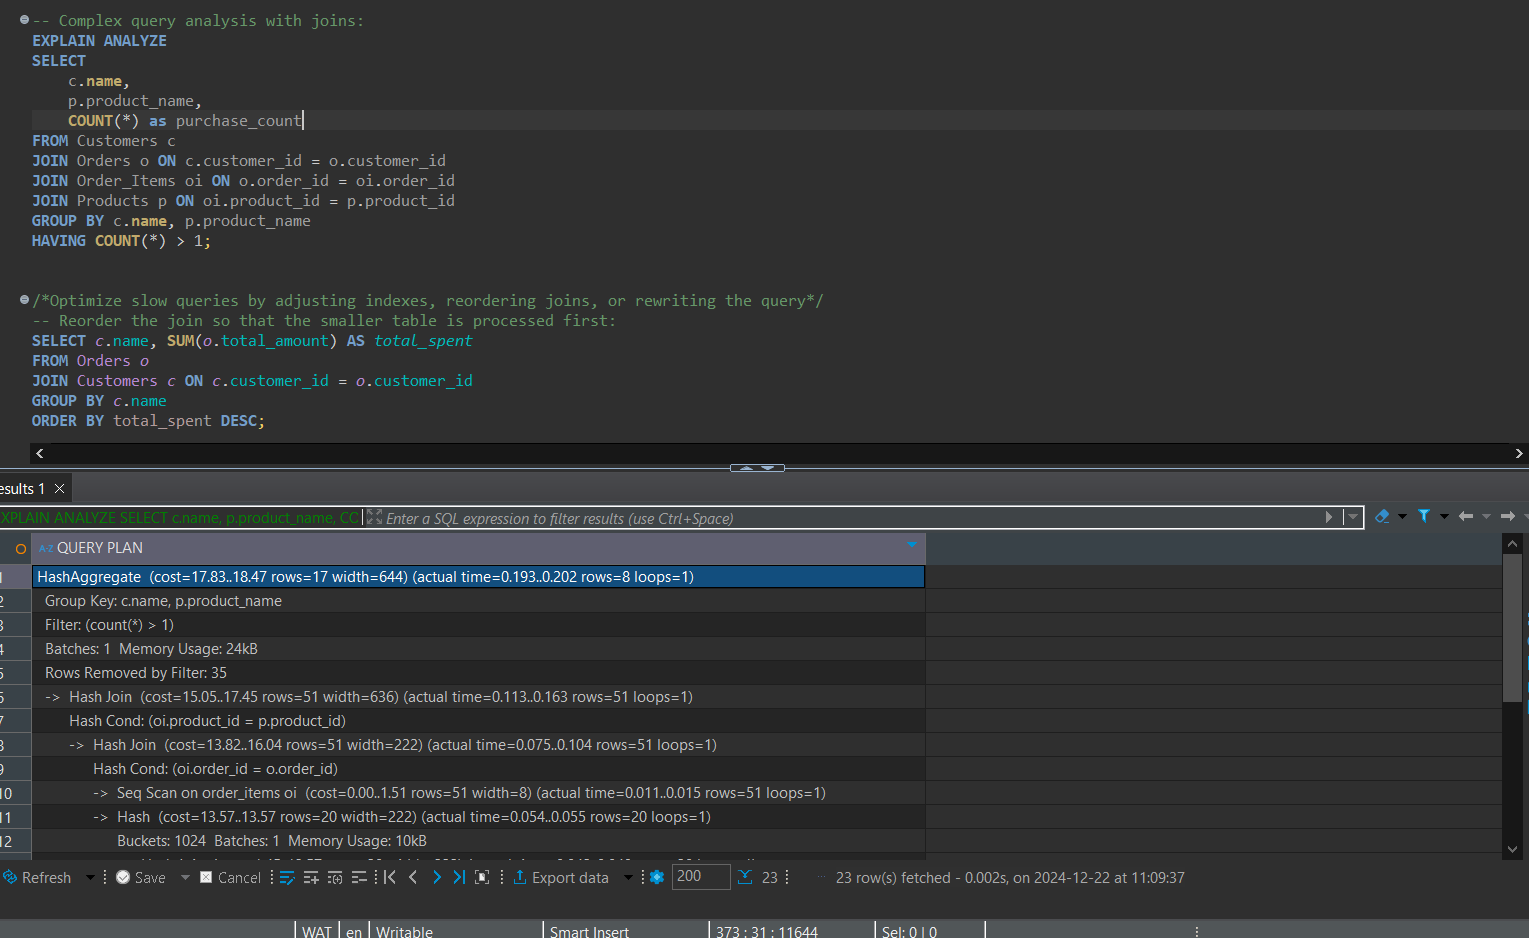 -- Complex query analysis with joins:
EXPLAIN ANALYZE
SELECT
c.name,
p.product_name,
COUNT(*) as purchase_count
FROM Customers c
JOIN Orders o ON c.customer_id = o.customer_id
JOIN Order_Items oi ON o.order_id = oi.order_id
JOIN Products p ON oi.product_id = p.product_id
GROUP BY c.name, p.product_name
HAVING COUNT(*) > 1;
/*Optimize slow queries by adjusting indexes, reordering joins, or rewriting the query*/
-- Reorder the join so that the smaller table is processed first:
SELECT c.name, SUM(o.total_amount) AS total_spent
FROM Orders o
JOIN Customers c ON c.customer_id = o.customer_id
GROUP BY c.name
ORDER BY total_spent DESC;
esults 1
XPLAIN ANALYZE SELECT c.name, p.product_name, CC Enter a SQL expression to filter results (use Ctrl+Space)
A-Z QUERY PLAN
1 HashAggregate (cost=17.83..18.47 rows=17 width=644) (actual time=0.193..0.202 rows=8 loops=1)
2 Group Key: c.name, p.product_name
3 Filter: (count(*) > 1)
4 Batches: 1 Memory Usage: 24kB
5 Rows Removed by Filter: 35
6 -> Hash Join (cost=15.05..17.45 rows=51 width=636) (actual time=0.113..0.163 rows=51 loops=1)
7 Hash Cond: (oi.product_id = p.product_id)
8 -> Hash Join (cost=13.82..16.04 rows=51 width=222) (actual time=0.075..0.104 rows=51 loops=1)
9 Hash Cond: (oi.order_id = o.order_id)
10 -> Seq Scan on order_items oi (cost=0.00..1.51 rows=51 width=8) (actual time=0.011..0.015 rows=51 loops=1)
11 -> Hash (cost=13.57..13.57 rows=20 width=222) (actual time=0.054..0.055 rows=20 loops=1)
12 Buckets: 1024 Batches: 1 Memory Usage: 10kB
Refresh Save Cancel Export data 200 23 23 row(s) fetched - 0.002s, on 2024-12-22 at 11:09:37
WAT en Writable Smart Insert 373 : 31 : 11644 Sel: 0 | 0